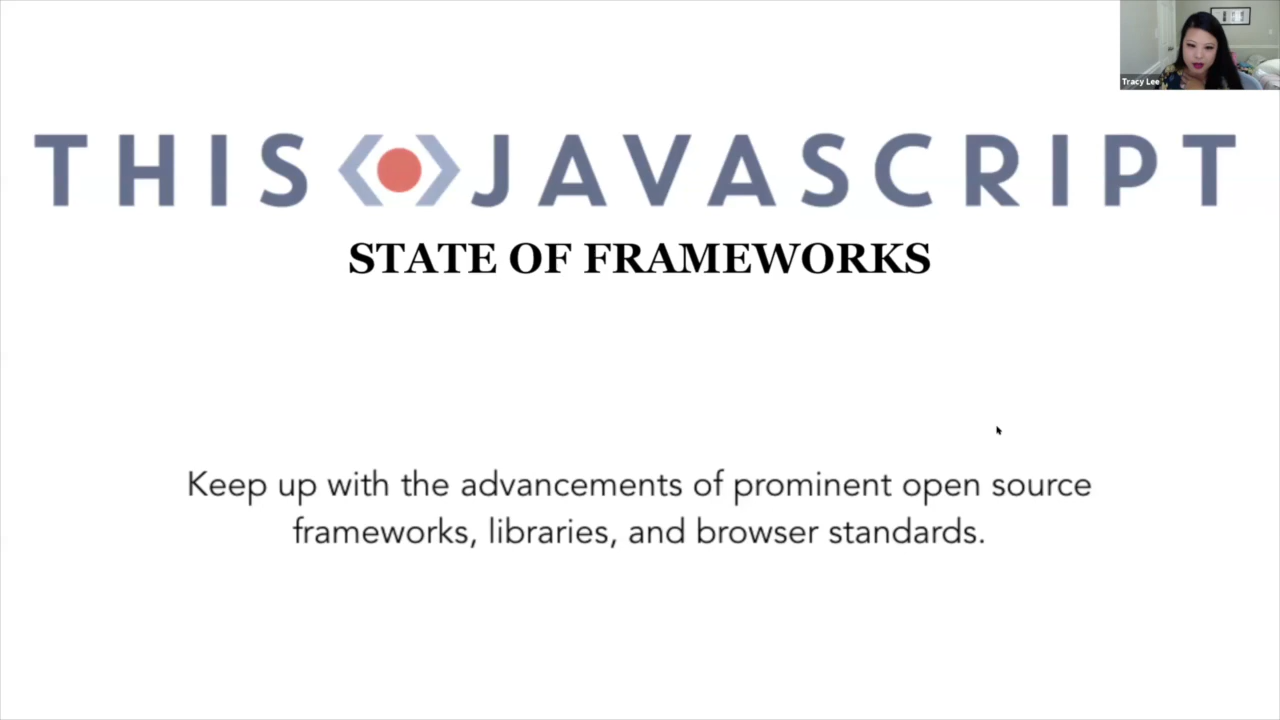 Tracy Lee
THIS JAVASCRIPT
STATE OF FRAMEWORKS
Keep up with the advancements of prominent open source
frameworks, libraries, and browser standards.